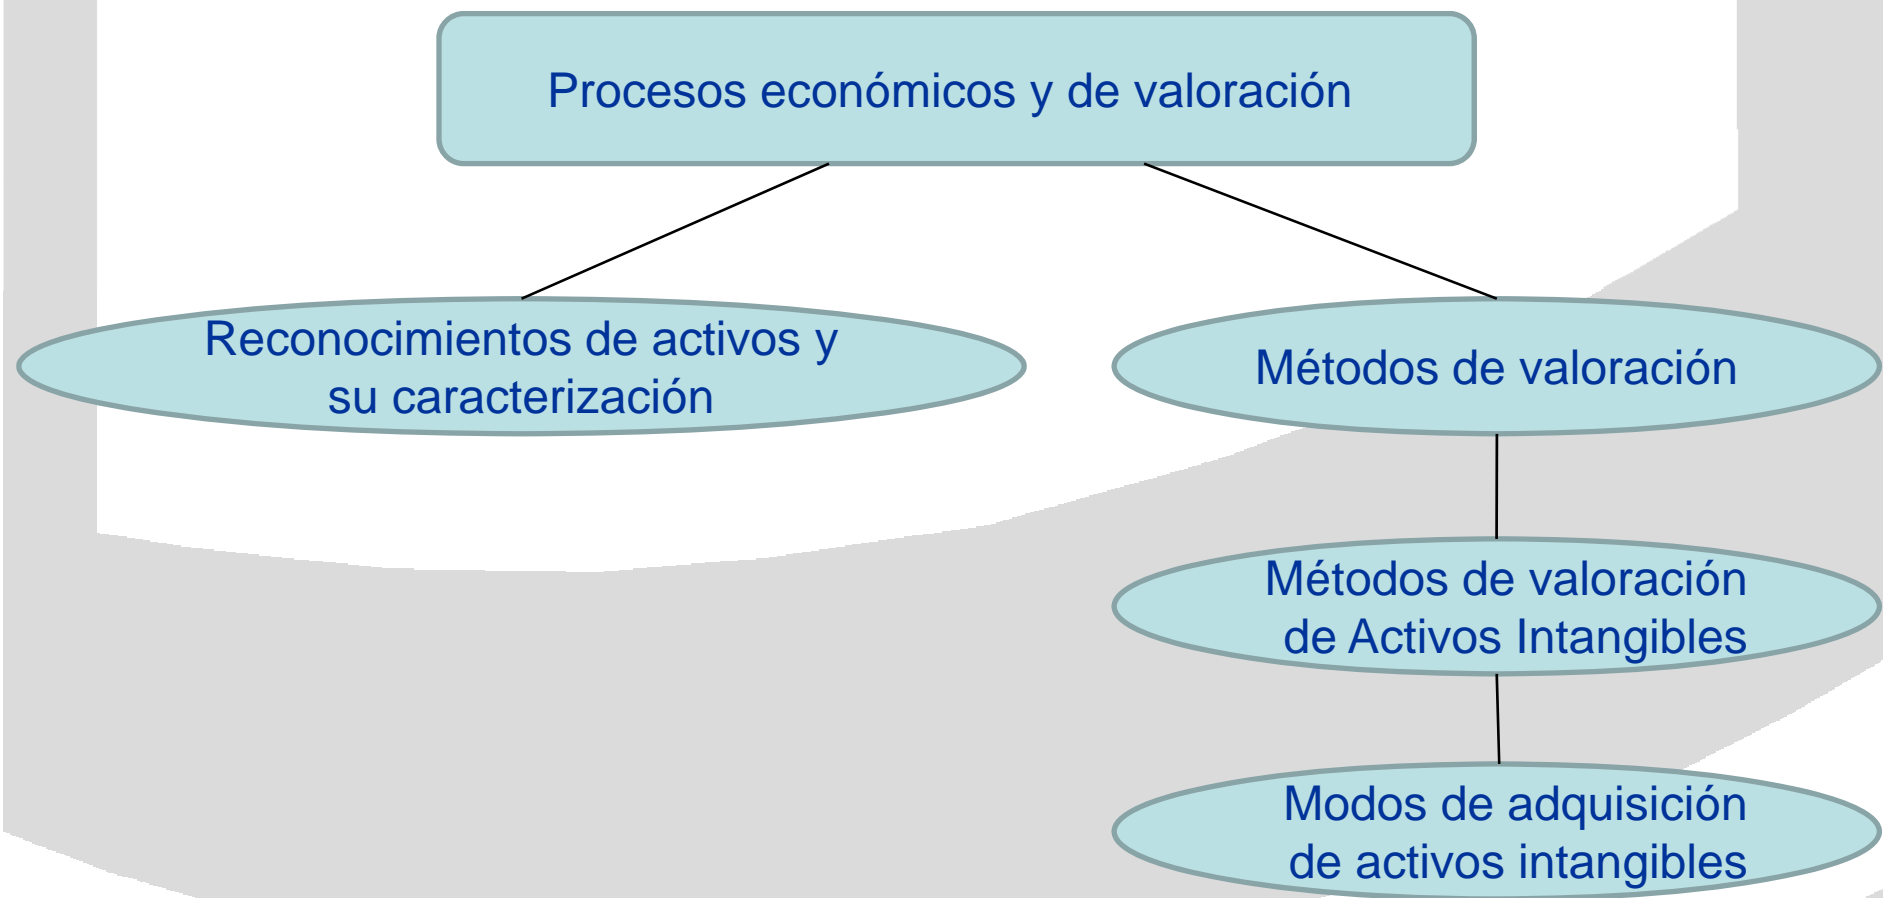 Procesos económicos y de valoración
Reconocimientos de activos y
su caracterización
Métodos de valoración
Métodos de valoración
de Activos Intangibles
Modos de adquisición
de activos intangibles